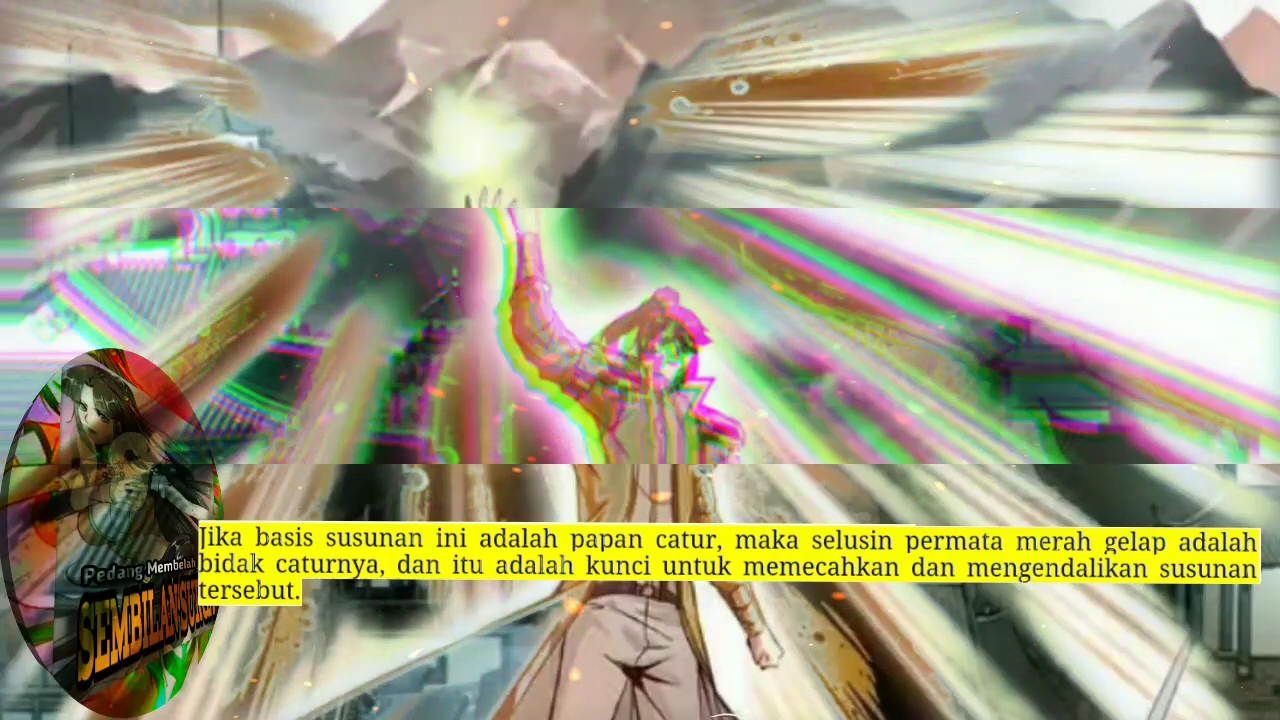 Jika basis susunan ini adalah papan catur, maka selusin permata merah gelap adalah
bidak caturnya, dan itu adalah kunci untuk memecahkan dan mengendalikan susunan
tersebut.
Pedang Membelah
SEMBILAN